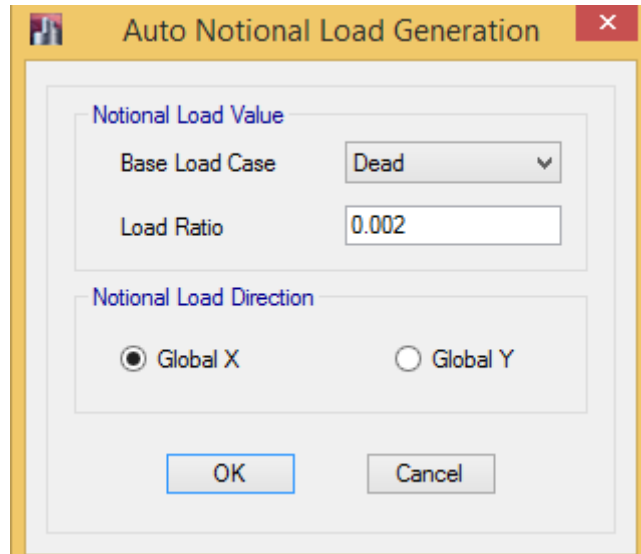 Auto Notional Load Generation
Notional Load Value
Base Load Case Dead
Load Ratio 0.002
Notional Load Direction
Global X Global Y
OK Cancel